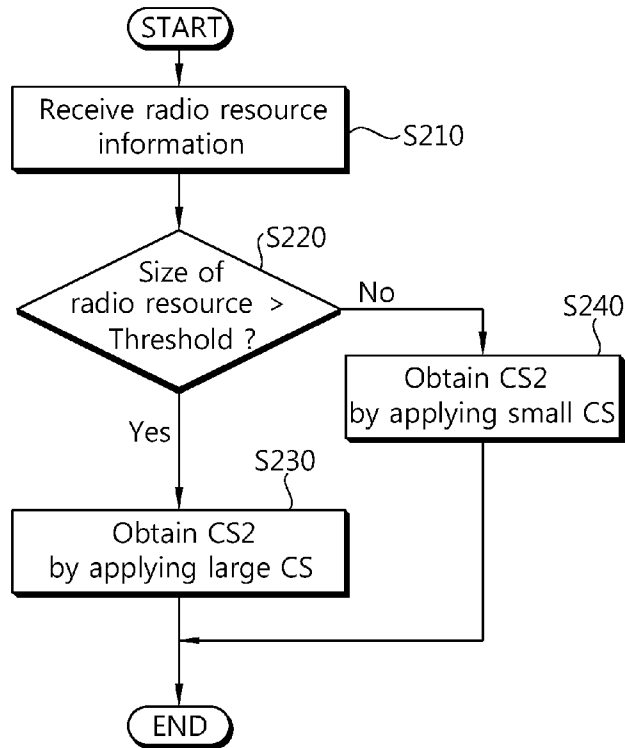 START
Receive radio resource
information
S210
S220
Size of
radio resource >
Threshold ?
No
S240
Obtain CS2
by applying small CS
Yes
S230
Obtain CS2
by applying large CS
END